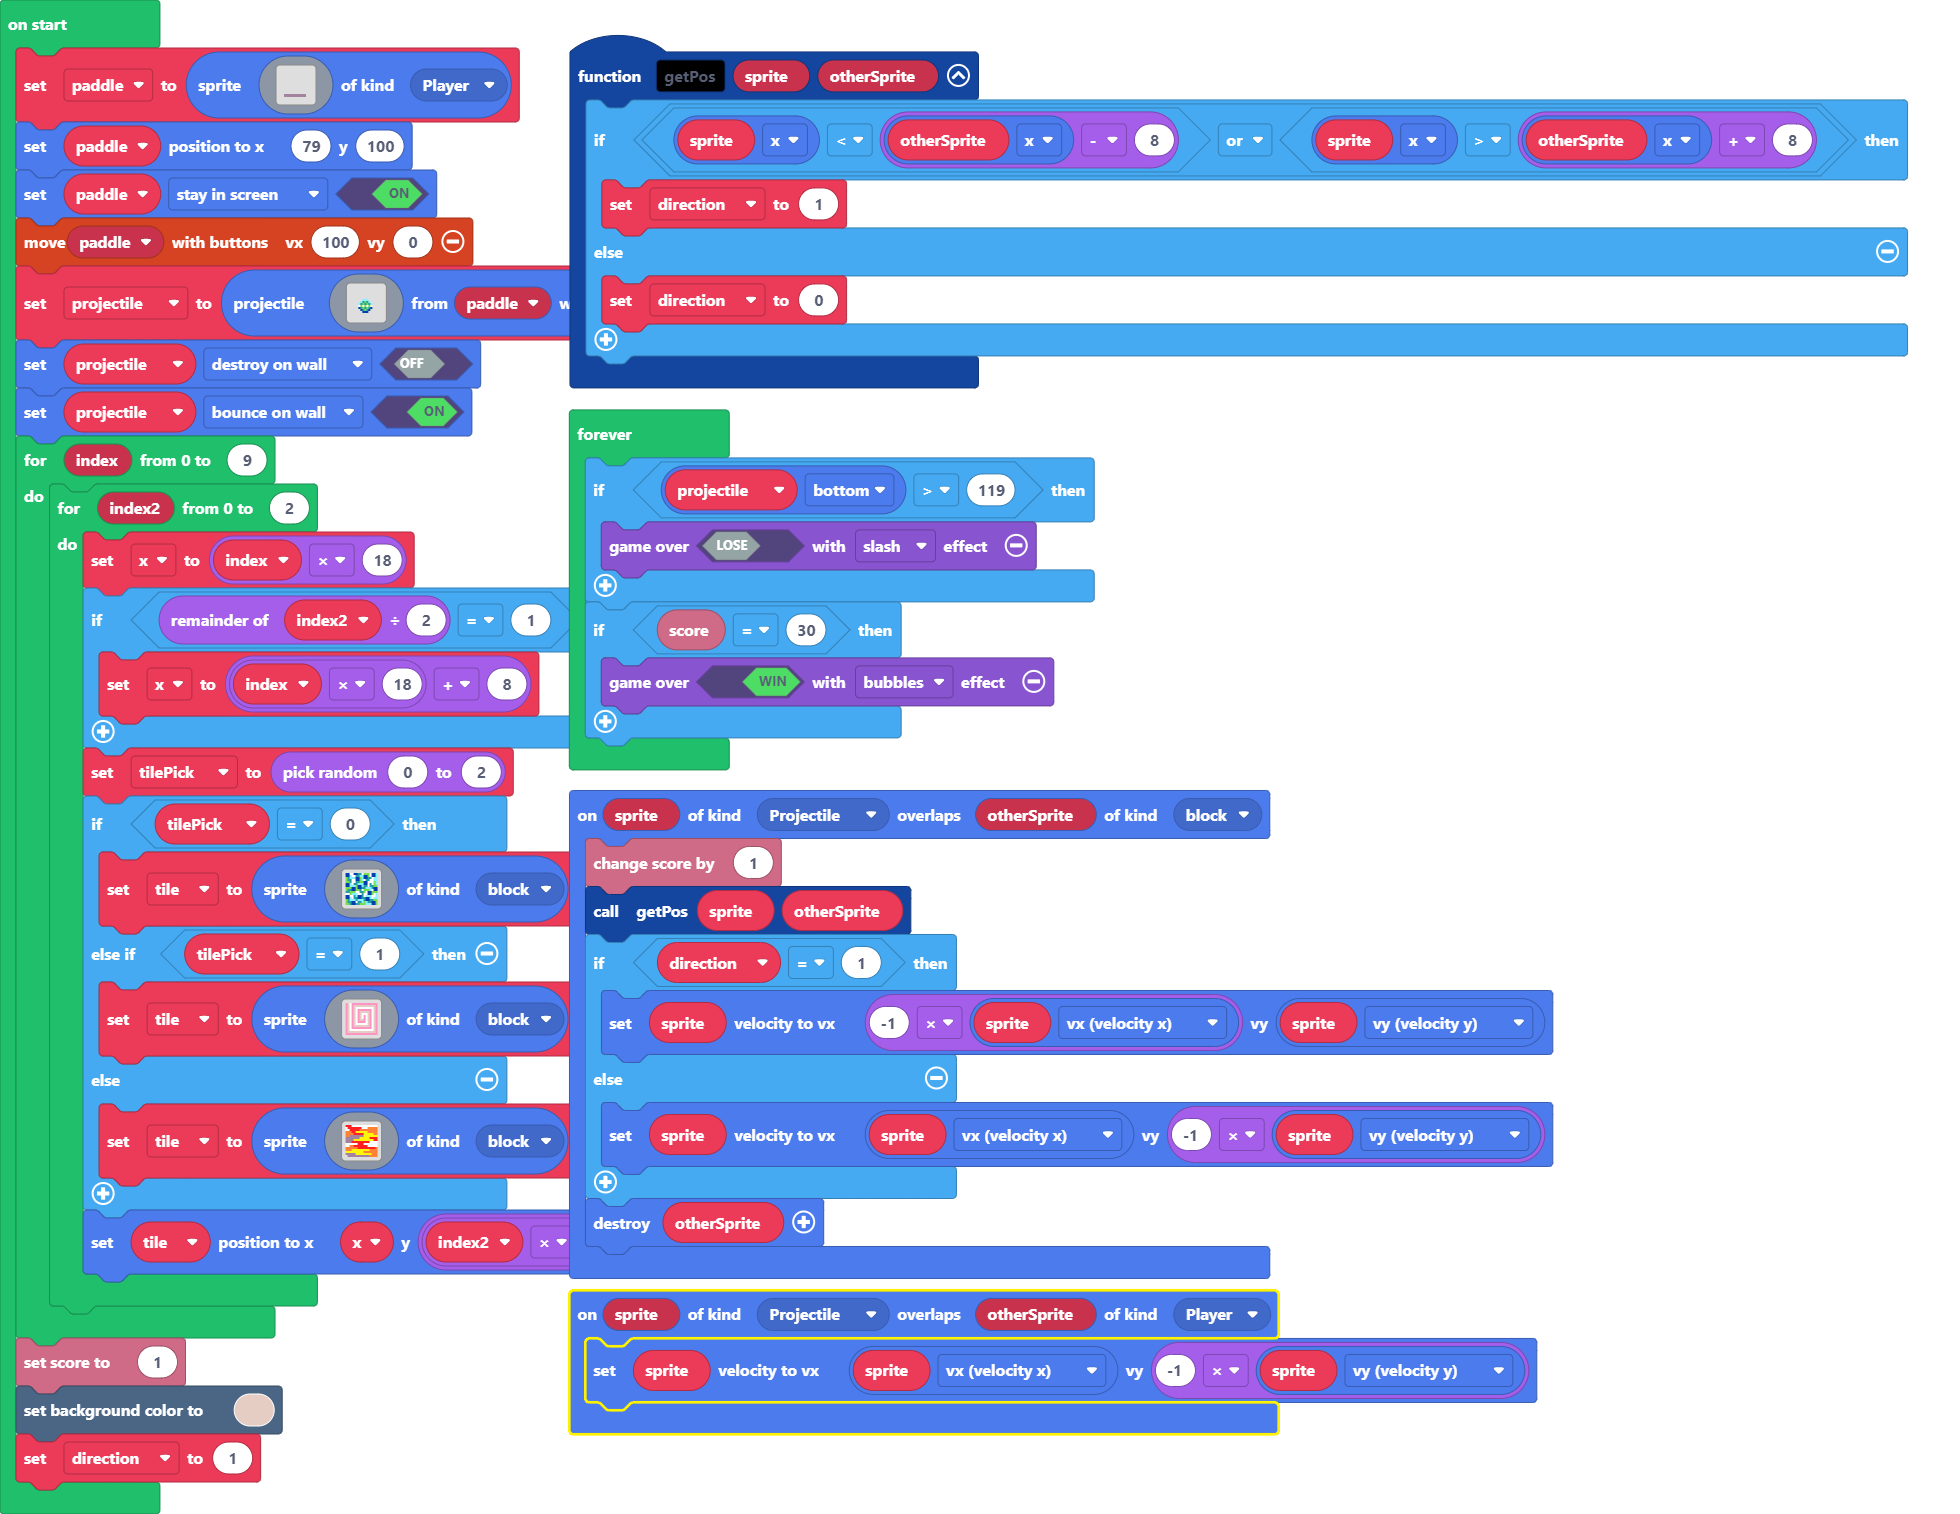 on start
set paddle to sprite of kind Player
set paddle position to x 79 y 100
set paddle stay in screen ON
move paddle with buttons vx 100 vy 0
set projectile to projectile from paddle w
set projectile destroy on wall OFF
set projectile bounce on wall ON
for index from 0 to 9
do for index2 from 0 to 2
do set x to index × 18
if remainder of index2 ÷ 2 = 1
set x to index × 18 + 8
set tilePick to pick random 0 to 2
if tilePick = 0 then
set tile to sprite of kind block
else if tilePick = 1 then
set tile to sprite of kind block
else
set tile to sprite of kind block
set tile position to x x y index2 ×
set score to 1
set background color to
set direction to 1
function getPos sprite otherSprite
if sprite x < otherSprite x - 8 or sprite x > otherSprite x + 8 then
set direction to 1
else
set direction to 0
forever
if projectile bottom > 119 then
game over LOSE with slash effect
if score = 30 then
game over WIN with bubbles effect
on sprite of kind Projectile overlaps otherSprite of kind block
change score by 1
call getPos sprite otherSprite
if direction = 1 then
set sprite velocity to vx -1 × sprite vx (velocity x) vy sprite vy (velocity y)
else
set sprite velocity to vx sprite vx (velocity x) vy -1 × sprite vy (velocity y)
destroy otherSprite
on sprite of kind Projectile overlaps otherSprite of kind Player
set sprite velocity to vx sprite vx (velocity x) vy -1 × sprite vy (velocity y)